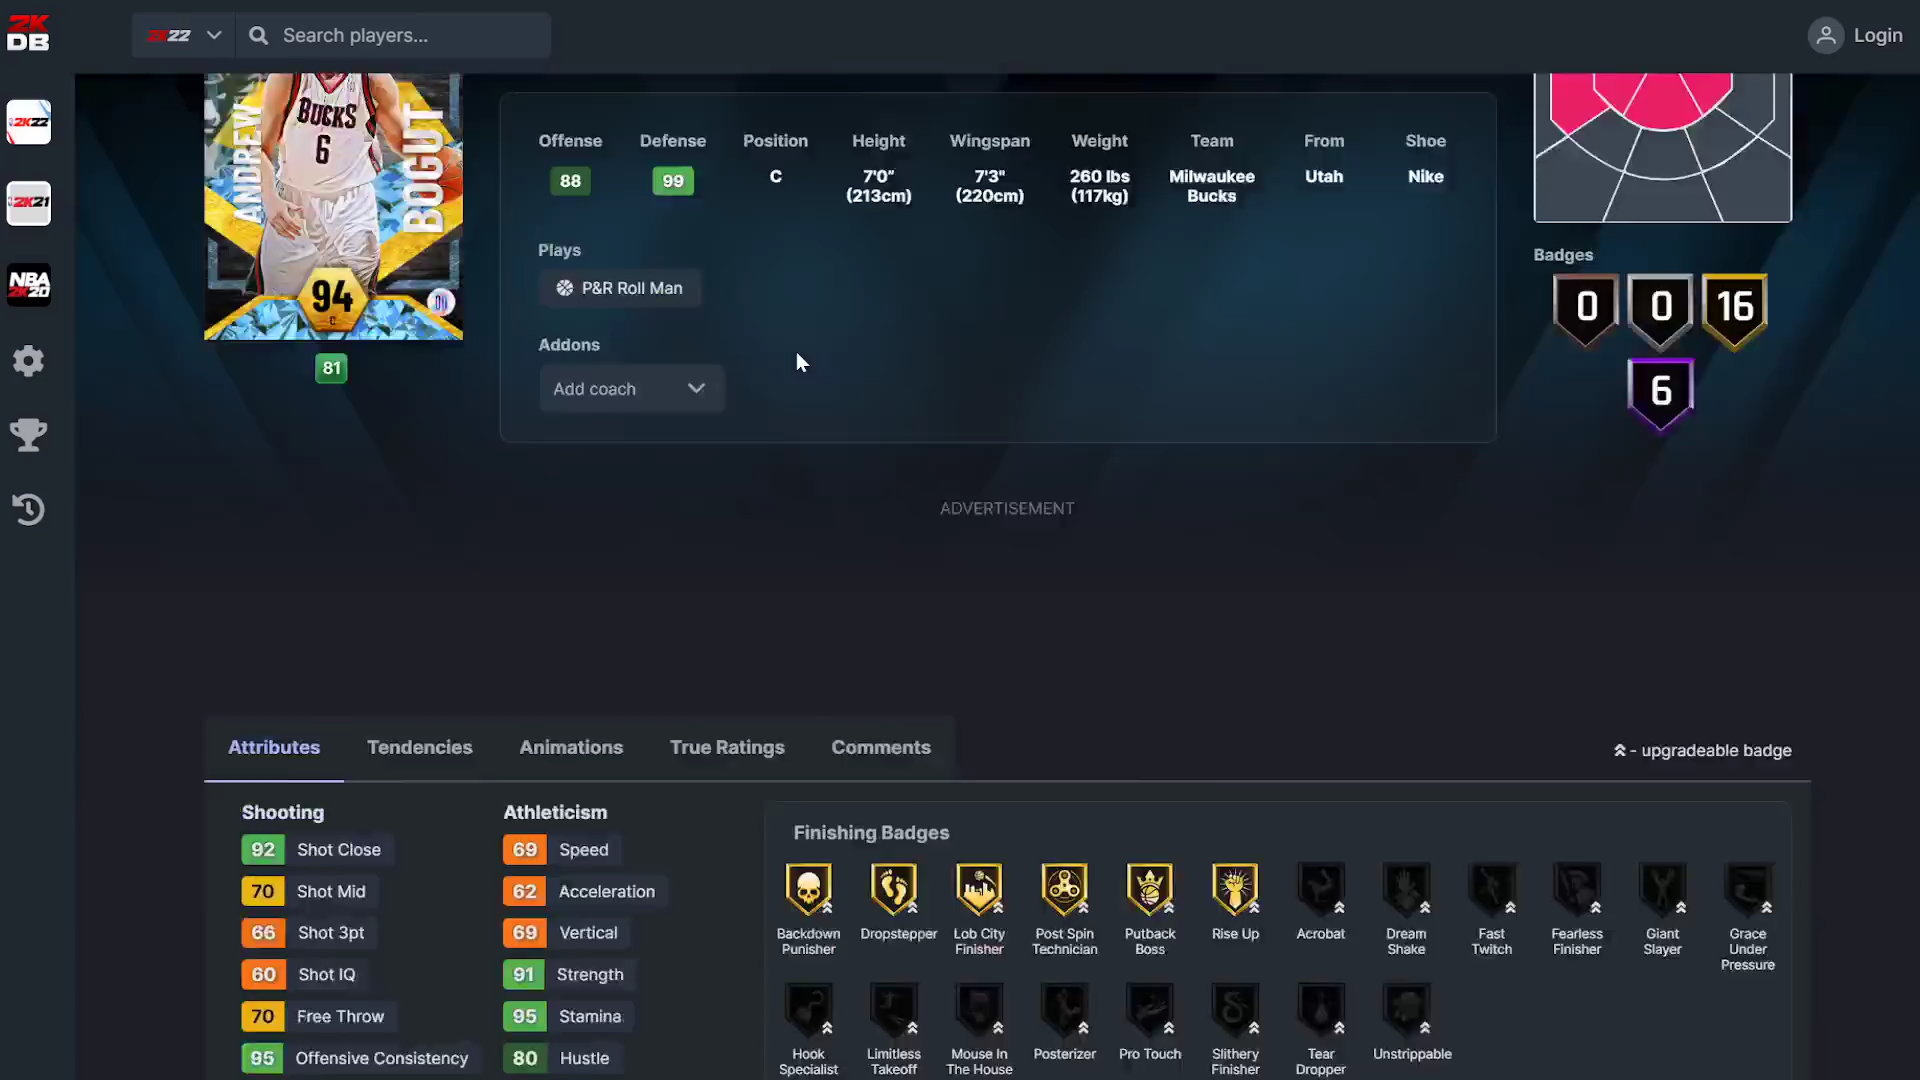 2K
DB
2K22
Search players...
Login
2K22
2K21
NBA
2K20
ANDREW
BOGUT
BUCKS
6
94
C
81
Offense
Defense
Position
Height
Wingspan
Weight
Team
From
Shoe
88
99
C
7'0"
(213cm)
7'3"
(220cm)
260 lbs
(117kg)
Milwaukee
Bucks
Utah
Nike
Plays
P&R Roll Man
Addons
Add coach
Badges
0
0
16
6
ADVERTISEMENT
Attributes
Tendencies
Animations
True Ratings
Comments
- upgradeable badge
Shooting
92 Shot Close
70 Shot Mid
66 Shot 3pt
60 Shot IQ
70 Free Throw
95 Offensive Consistency
Athleticism
69 Speed
62 Acceleration
69 Vertical
91 Strength
95 Stamina
80 Hustle
Finishing Badges
Backdown
Punisher
Dropstepper
Lob City
Finisher
Post Spin
Technician
Putback
Boss
Rise Up
Acrobat
Dream
Shake
Fast
Twitch
Fearless
Finisher
Giant
Slayer
Grace
Under
Pressure
Hook
Specialist
Limitless
Takeoff
Mouse In
The House
Posterizer
Pro Touch
Slithery
Finisher
Tear
Dropper
Unstrippable